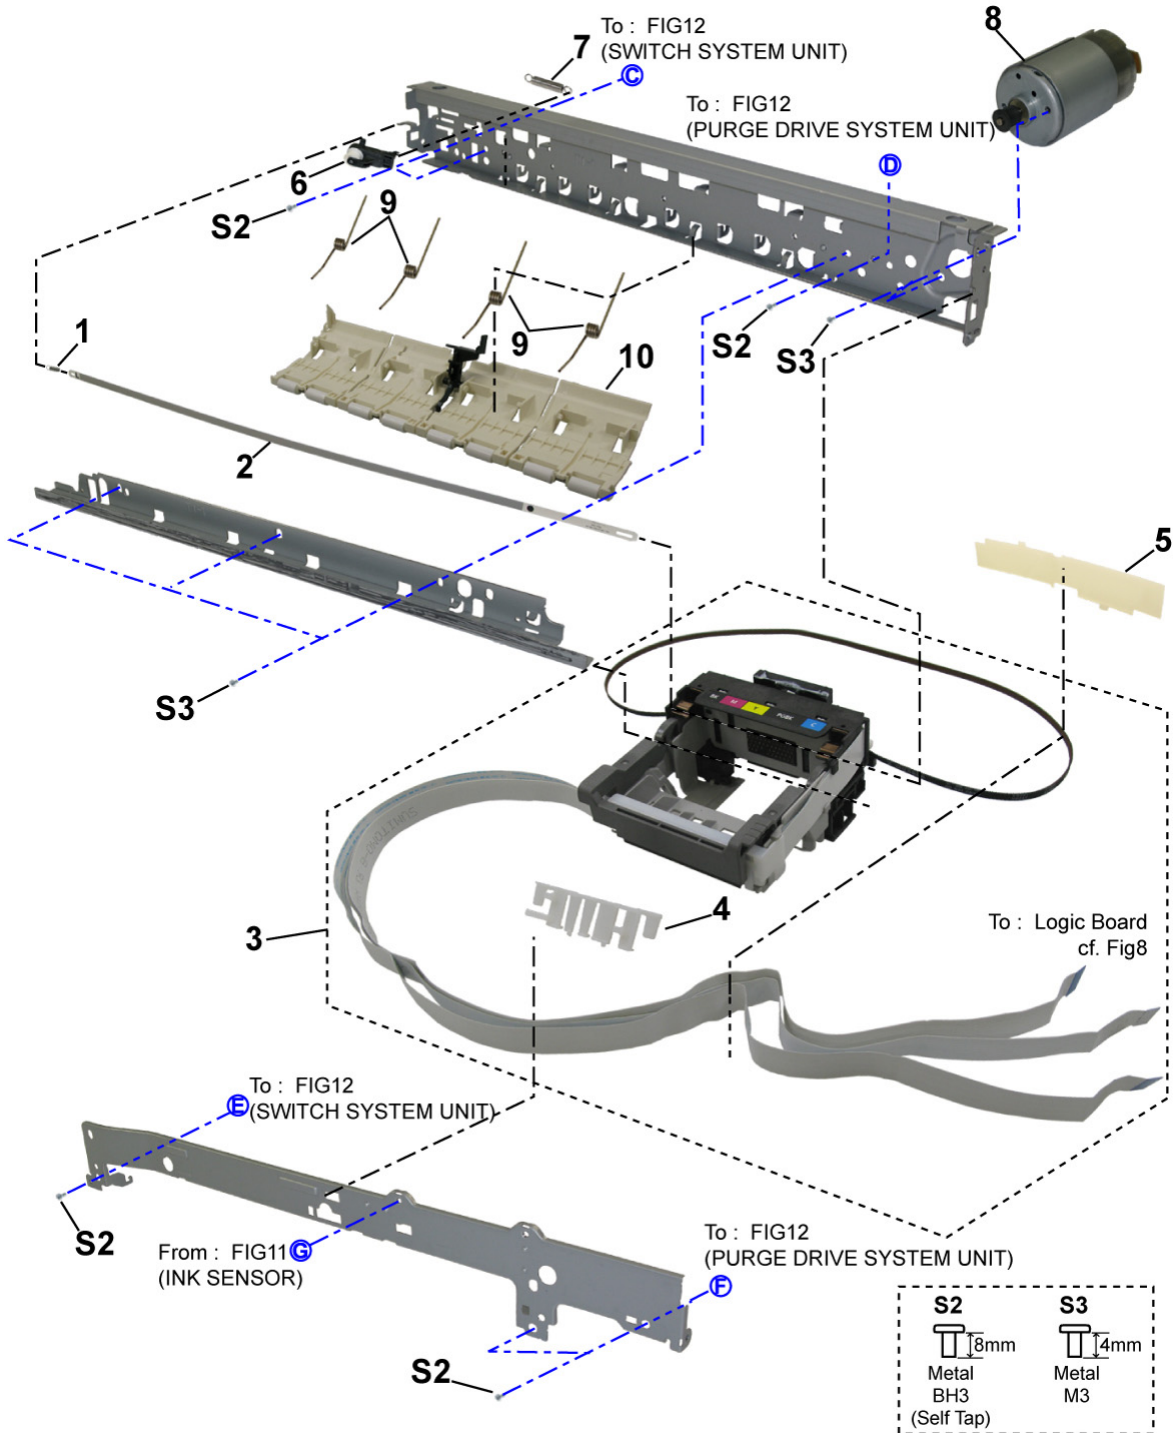 To : FIG12
(SWITCH SYSTEM UNIT)
8
7
C
To : FIG12
(PURGE DRIVE SYSTEM UNIT)
D
6
S2
9
9
S2
S3
1
10
2
5
S3
BK
M
Y
PGBK
C
4
3
To : Logic Board
cf. Fig8
To : FIG12
(SWITCH SYSTEM UNIT)
E
S2
From : FIG11
(INK SENSOR)
G
To : FIG12
(PURGE DRIVE SYSTEM UNIT)
F
S2
S2
S3
8mm
4mm
Metal
BH3
(Self Tap)
Metal
M3